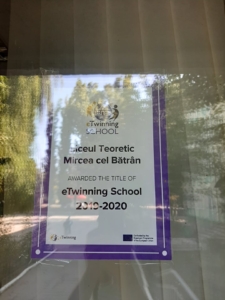 eTwinning
SCHOOL
Liceul Teoretic
Mircea cel Bătrân
AWARDED THE TITLE OF
eTwinning School
2019-2020
eTwinning